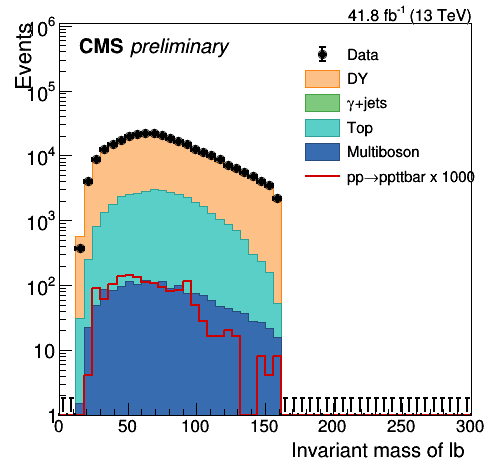 41.8 fb⁻¹ (13 TeV)
Events
CMS preliminary
Data
DY
γ+jets
Top
Multiboson
pp→ppttbar x 1000
10⁶
10⁵
10⁴
10³
10²
10
1
0 50 100 150 200 250 300
Invariant mass of lb